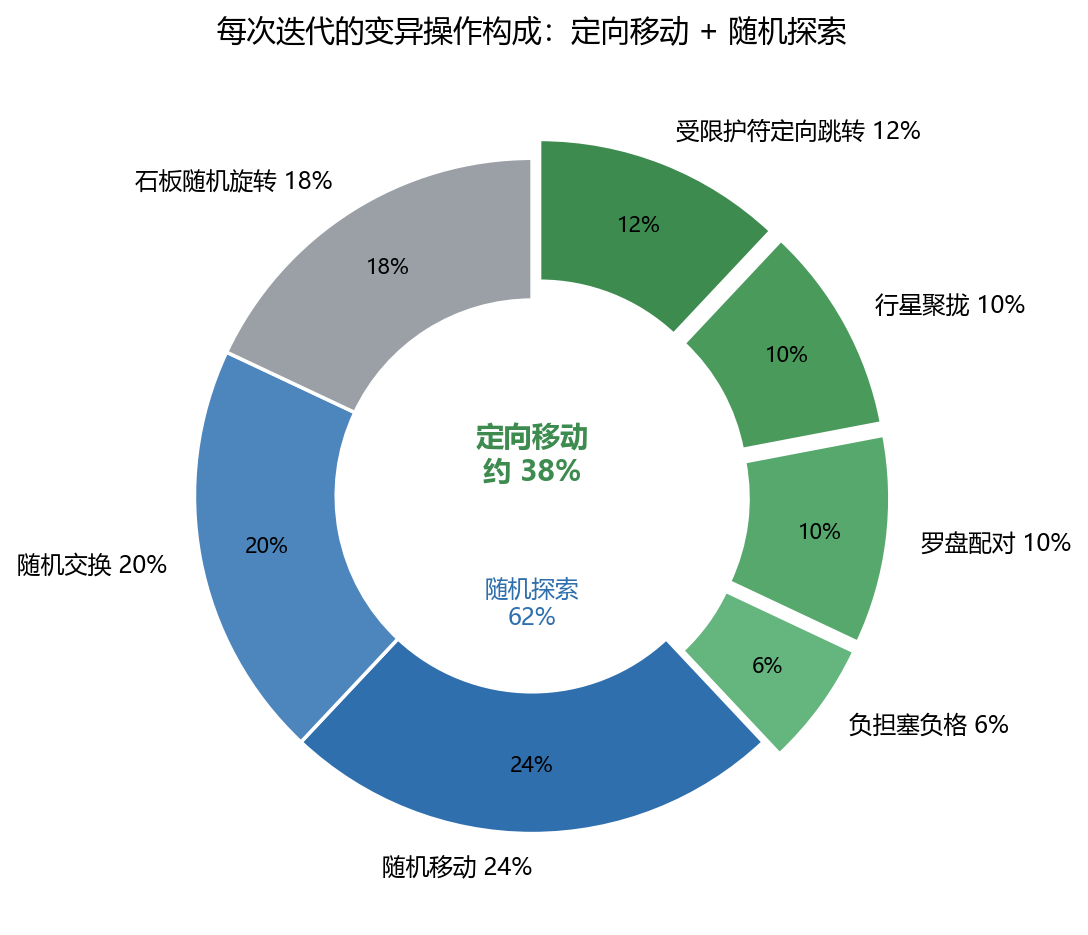 每次迭代的变异操作构成：定向移动 + 随机探索
受限护符定向跳转 12%
石板随机旋转 18%
12%
18%
行星聚拢 10%
10%
定向移动
约 38%
10%
罗盘配对 10%
20%
随机交换 20%
随机探索
62%
6%
负担塞负格 6%
24%
随机移动 24%